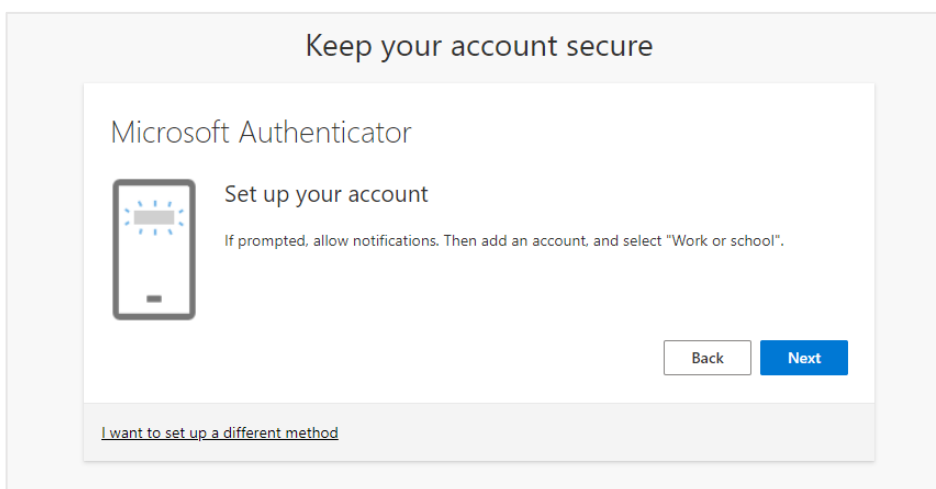 Keep your account secure
Microsoft Authenticator
Set up your account
If prompted, allow notifications. Then add an account, and select "Work or school".
Back
Next
I want to set up a different method